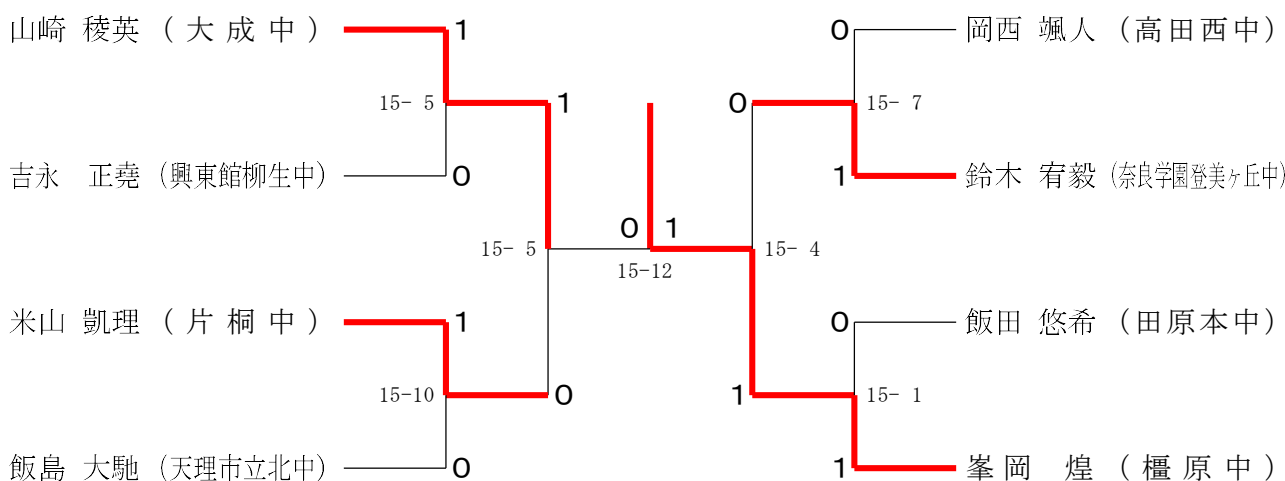 山崎 稜英 (大成中)
1
0
岡西 颯人 (高田西中)
15- 5
1
0
15- 7
吉永 正堯 (興東館柳生中)
0
1
鈴木 宥毅 (奈良学園登美ヶ丘中)
0 1
15- 5
15-12
15- 4
米山 凱理 (片桐中)
1
0
飯田 悠希 (田原本中)
15-10
0
1
15- 1
飯島 大馳 (天理市立北中)
0
1
峯岡 煌 (橿原中)